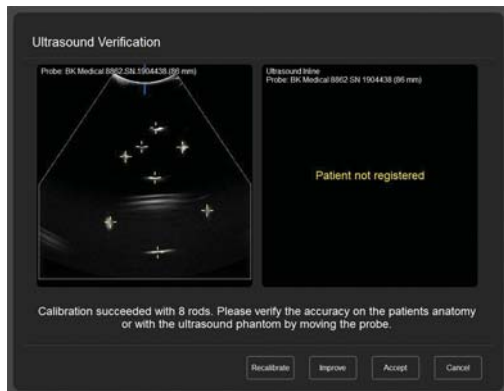 Ultrasound Verification
Probe: BK Medical 8862 SN 1904438 (86 mm)
Ultrasound Inline
Probe: BK Medical 8862 SN 1904438 (86 mm)
Patient not registered
Calibration succeeded with 8 rods. Please verify the accuracy on the patients anatomy
or with the ultrasound phantom by moving the probe.
Recalibrate Improve Accept Cancel